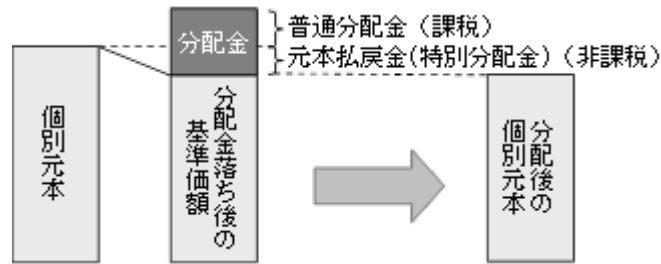 分配金
普通分配金（課税）
元本払戻金(特別分配金)（非課税）
個別元本
分配金落ち後の
基準価額
分配後の
個別元本